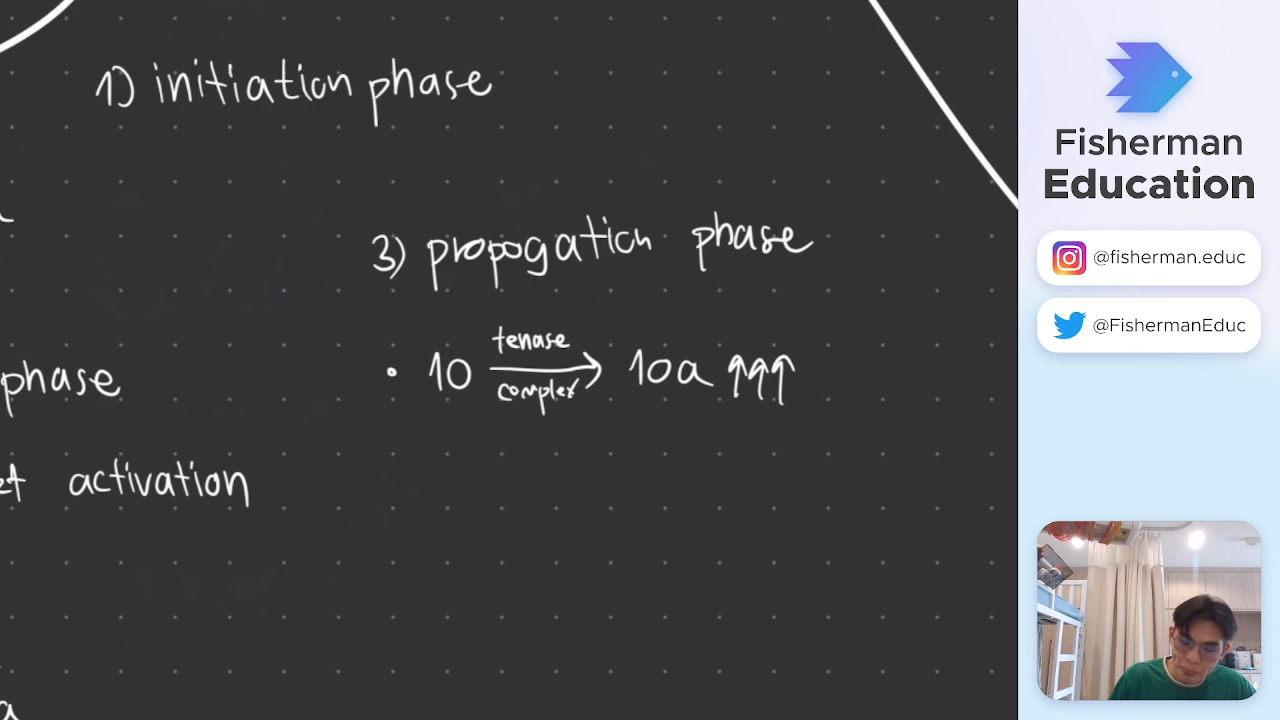 1) initiation phase
3) propogation phase
phase
• 10 tenase complex → 10a ↑↑↑
activation
Fisherman
Education
@fisherman.educ
@FishermanEduc